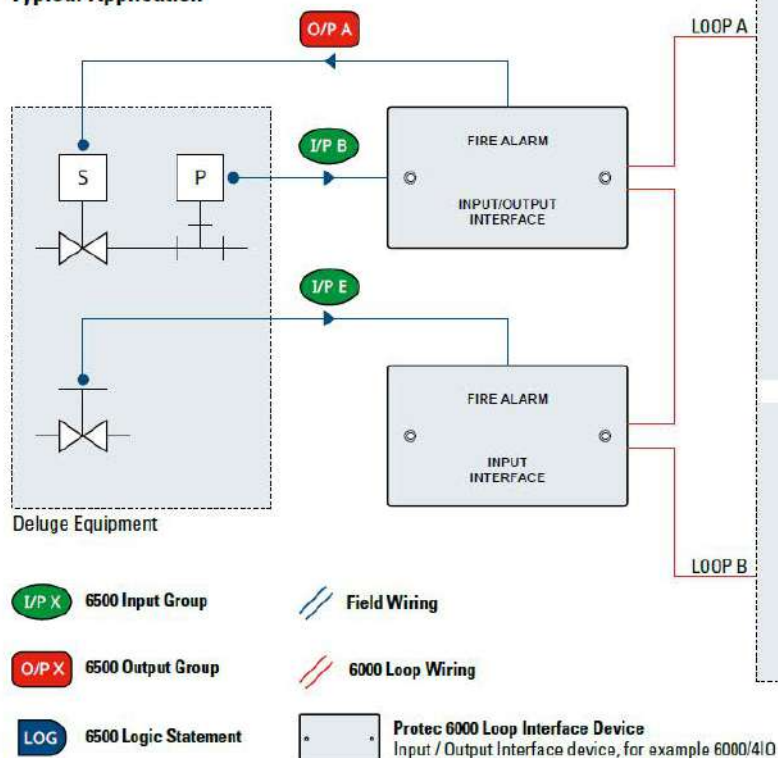 O/P A
LOOP A
I/P B
FIRE ALARM
S
P
INPUT/OUTPUT
INTERFACE
I/P E
FIRE ALARM
INPUT
INTERFACE
Deluge Equipment
LOOP B
I/P X
6500 Input Group
Field Wiring
O/P X
6500 Output Group
6000 Loop Wiring
LOG
6500 Logic Statement
Protec 6000 Loop Interface Device
Input / Output Interface device, for example 6000/4IO